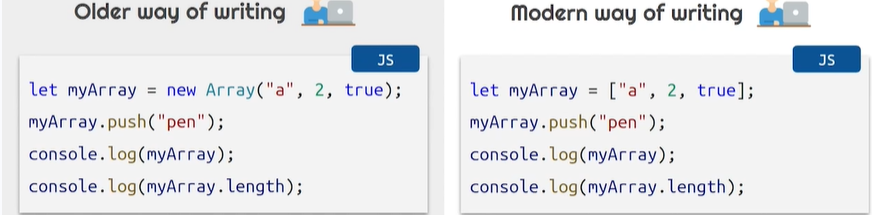 Older way of writing
JS
let myArray = new Array("a", 2, true);
myArray.push("pen");
console.log(myArray);
console.log(myArray.length);
Modern way of writing
JS
let myArray = ["a", 2, true];
myArray.push("pen");
console.log(myArray);
console.log(myArray.length);